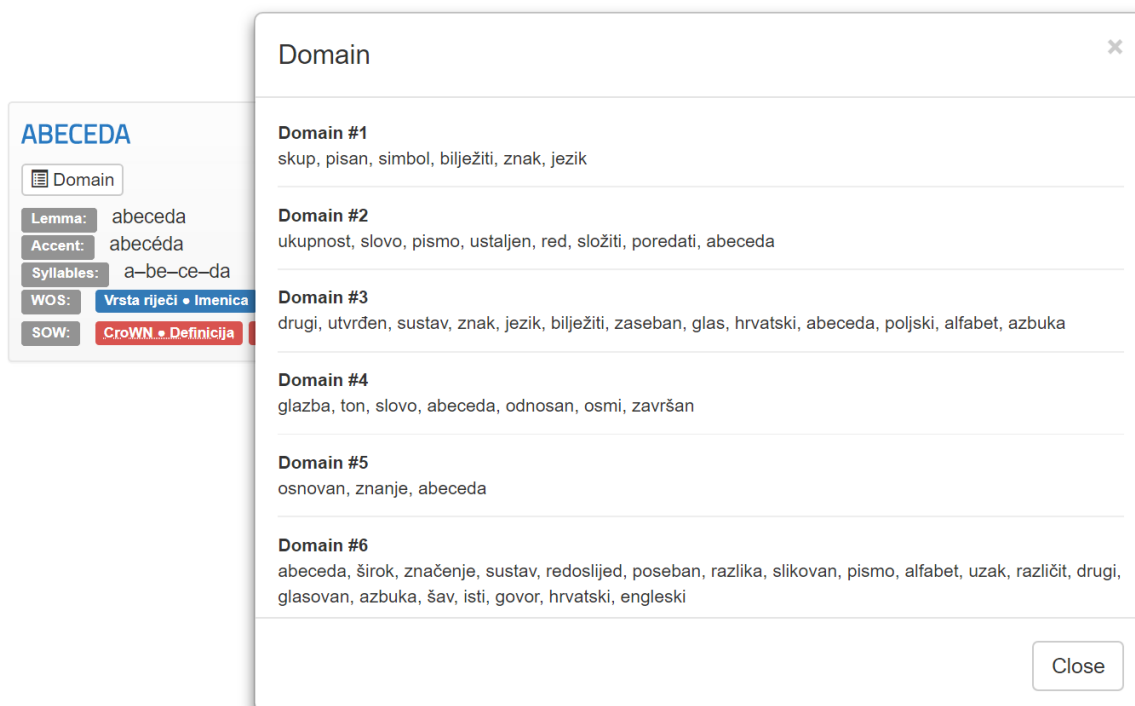 Domain
×
ABECEDA
Domain
Lemma: abeceda
Accent: abecéda
Syllables: a–be–ce–da
WOS: Vrsta riječi ● Imenica
SOW: CroWN ● Definicija
Domain #1
skup, pisan, simbol, bilježiti, znak, jezik
Domain #2
ukupnost, slovo, pismo, ustaljen, red, složiti, poredati, abeceda
Domain #3
drugi, utvrđen, sustav, znak, jezik, bilježiti, zaseban, glas, hrvatski, abeceda, poljski, alfabet, azbuka
Domain #4
glazba, ton, slovo, abeceda, odnosan, osmi, završan
Domain #5
osnovan, znanje, abeceda
Domain #6
abeceda, širok, značenje, sustav, redoslijed, poseban, razlika, slikovan, pismo, alfabet, uzak, različit, drugi,
glasovan, azbuka, šav, isti, govor, hrvatski, engleski
Close